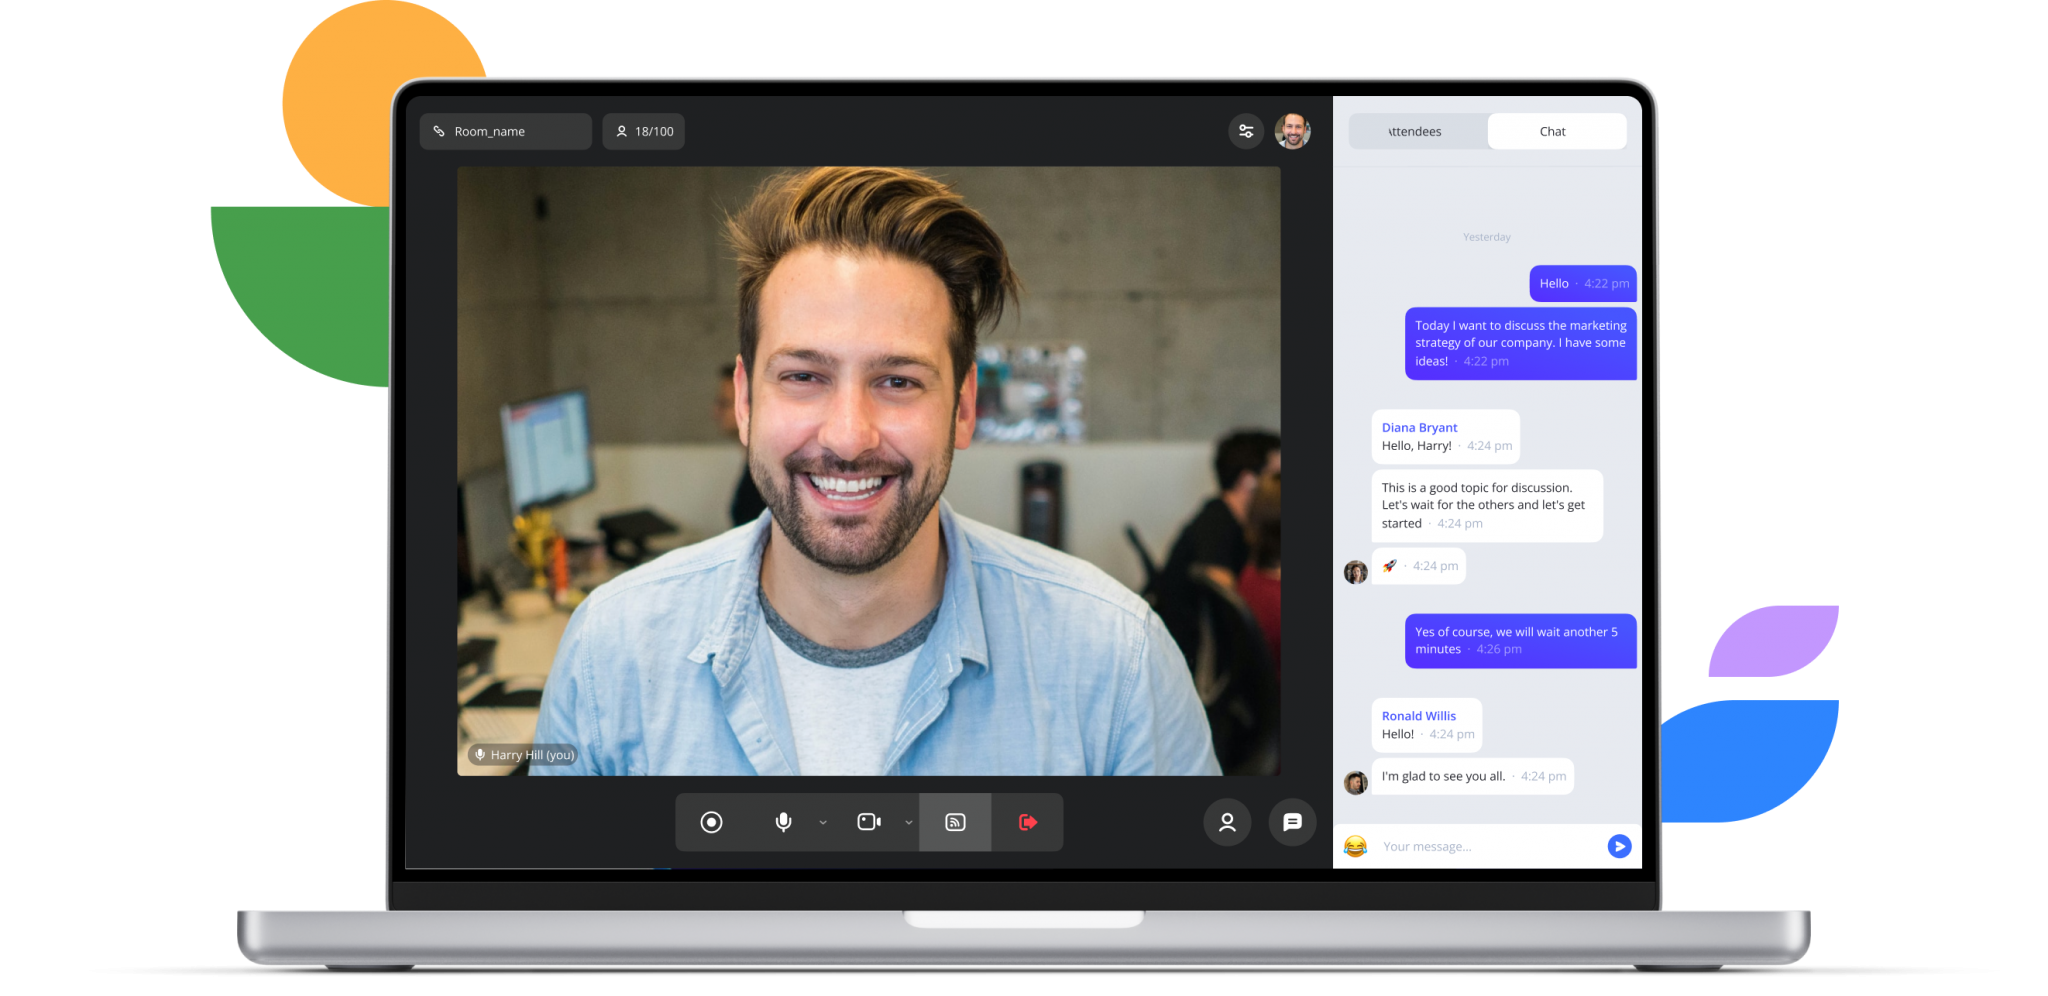 Room_name
18/100
ttendees
Chat
Yesterday
Hello · 4:22 pm
Today I want to discuss the marketing
strategy of our company. I have some
ideas! · 4:22 pm
Diana Bryant
Hello, Harry! · 4:24 pm
This is a good topic for discussion.
Let's wait for the others and let's get
started · 4:24 pm
🚀 · 4:24 pm
Yes of course, we will wait another 5
minutes · 4:26 pm
Ronald Willis
Hello! · 4:24 pm
I'm glad to see you all. · 4:24 pm
Your message...
Harry Hill (you)